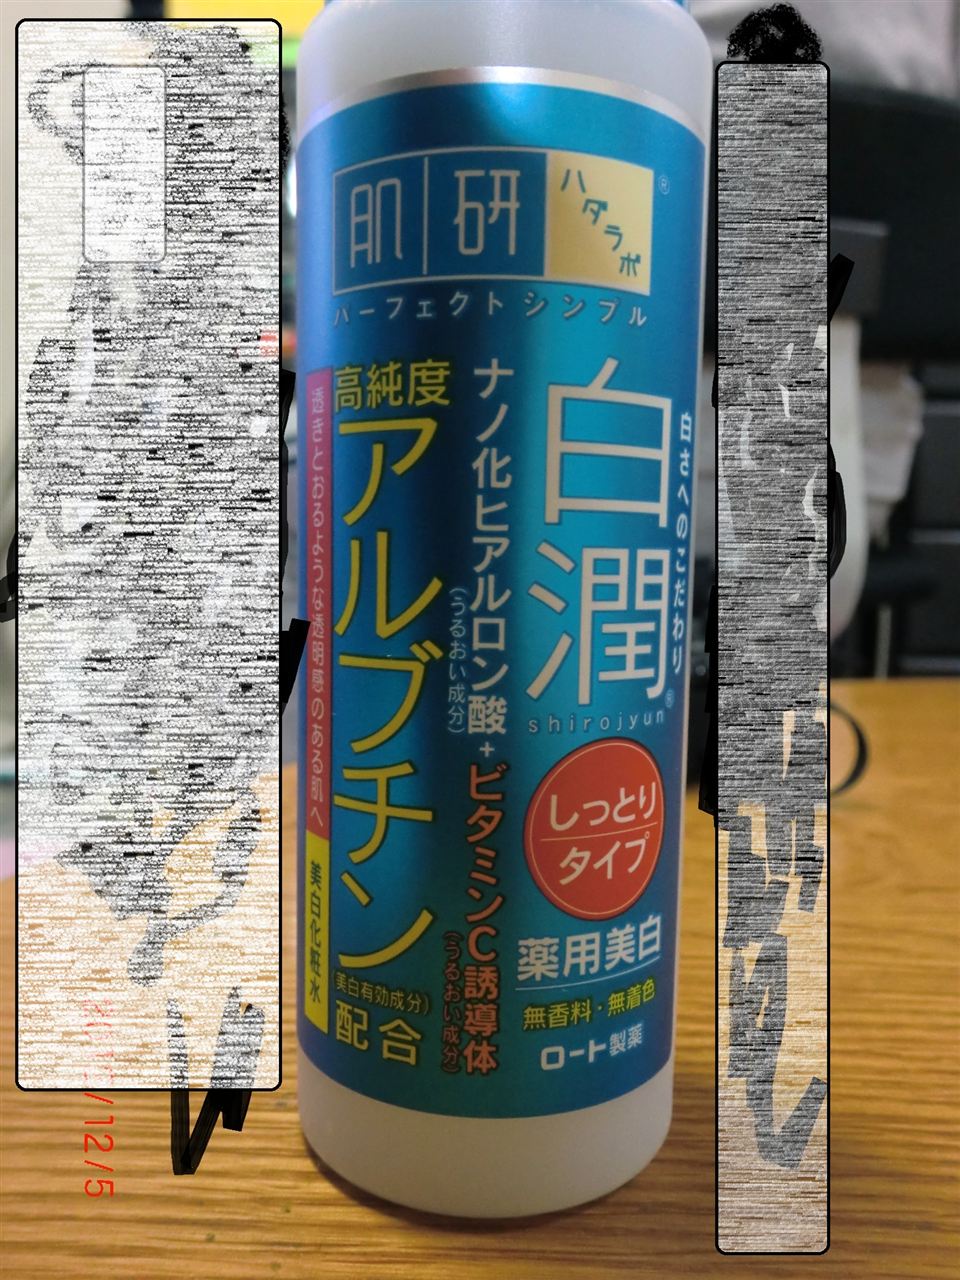 肌研
ハダラボ
®
パーフェクトシンプル
白さへのこだわり
白潤
®
shirojyun
しっとり
タイプ
薬用美白
無香料・無着色
ロート製薬
ナノ化ヒアルロン酸+ビタミンC誘導体
(うるおい成分)
(うるおい成分)
高純度
アルブチン
(美白有効成分)
配合
透きとおるような透明感のある肌へ
美白化粧水
/12/5